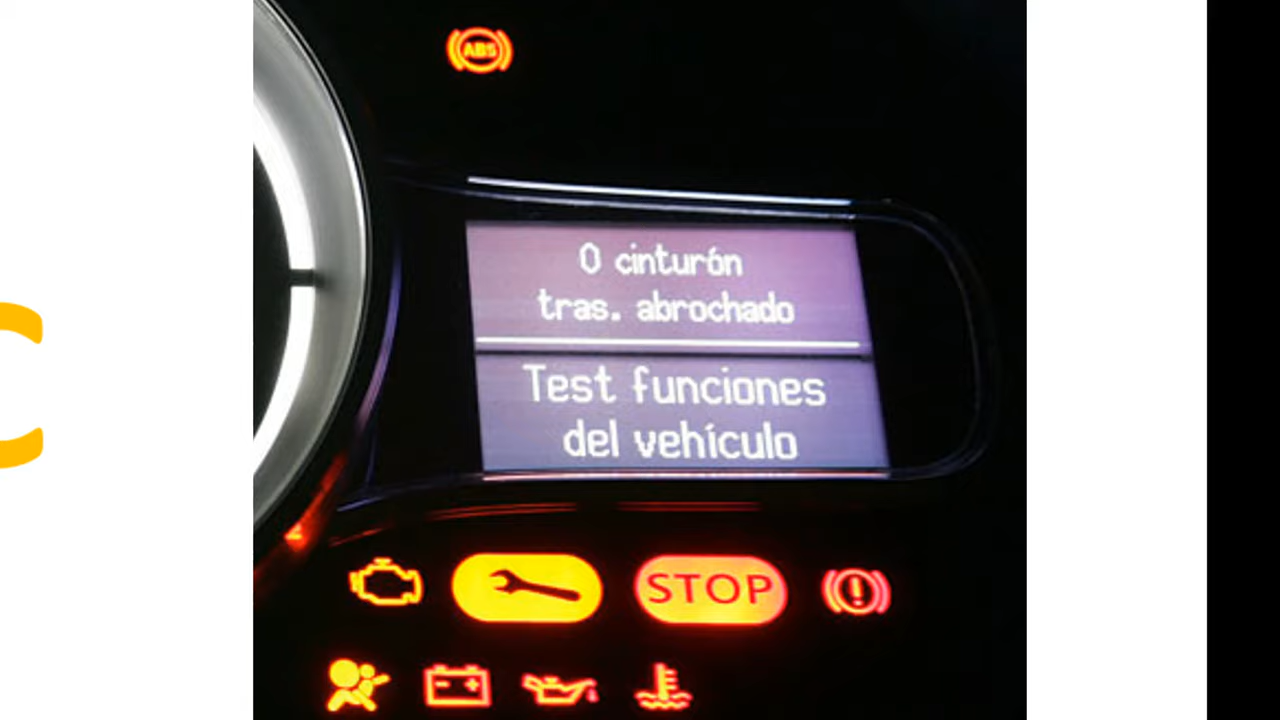 ABS
0 cinturón
tras. abrochado
Test funciones
del vehículo
STOP